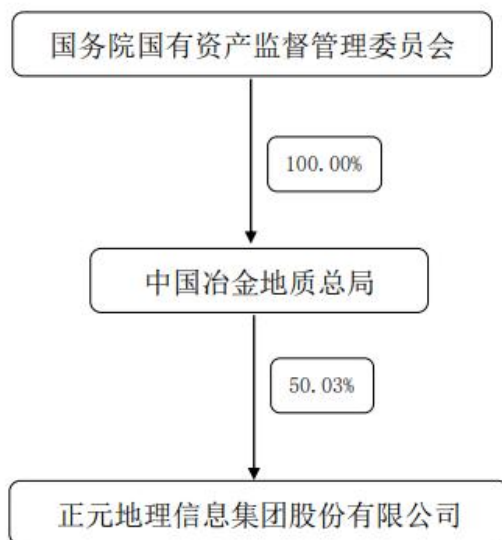 国务院国有资产监督管理委员会
100.00%
中国冶金地质总局
50.03%
正元地理信息集团股份有限公司